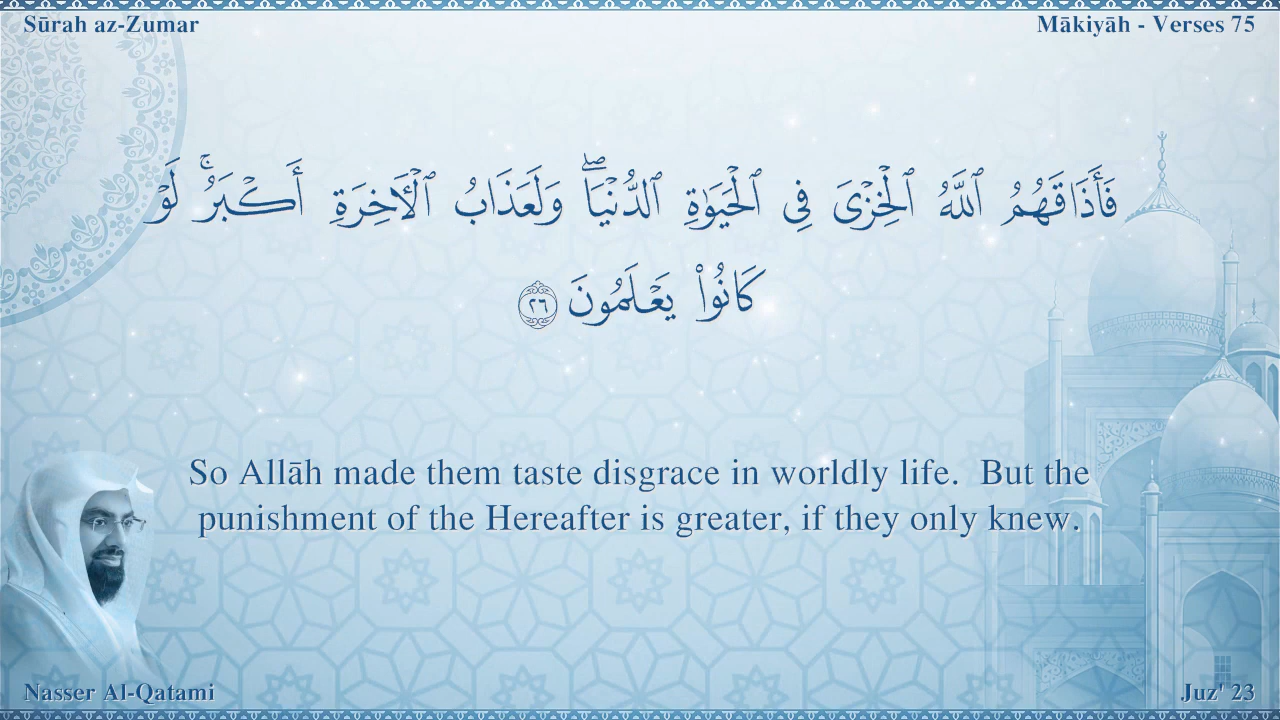 Sūrah az-Zumar
Mākiyāh - Verses 75
فَأَذَاقَهُمُ ٱللَّهُ ٱلْخِزْىَ فِى ٱلْحَيَوٰةِ ٱلدُّنْيَا ۖ وَلَعَذَابُ ٱلْـَٔاخِرَةِ أَكْبَرُ ۚ لَوْ
كَانُوا۟ يَعْلَمُونَ ٢٦
So Allāh made them taste disgrace in worldly life.  But the
punishment of the Hereafter is greater, if they only knew.
Nasser Al-Qatami
Juz' 23